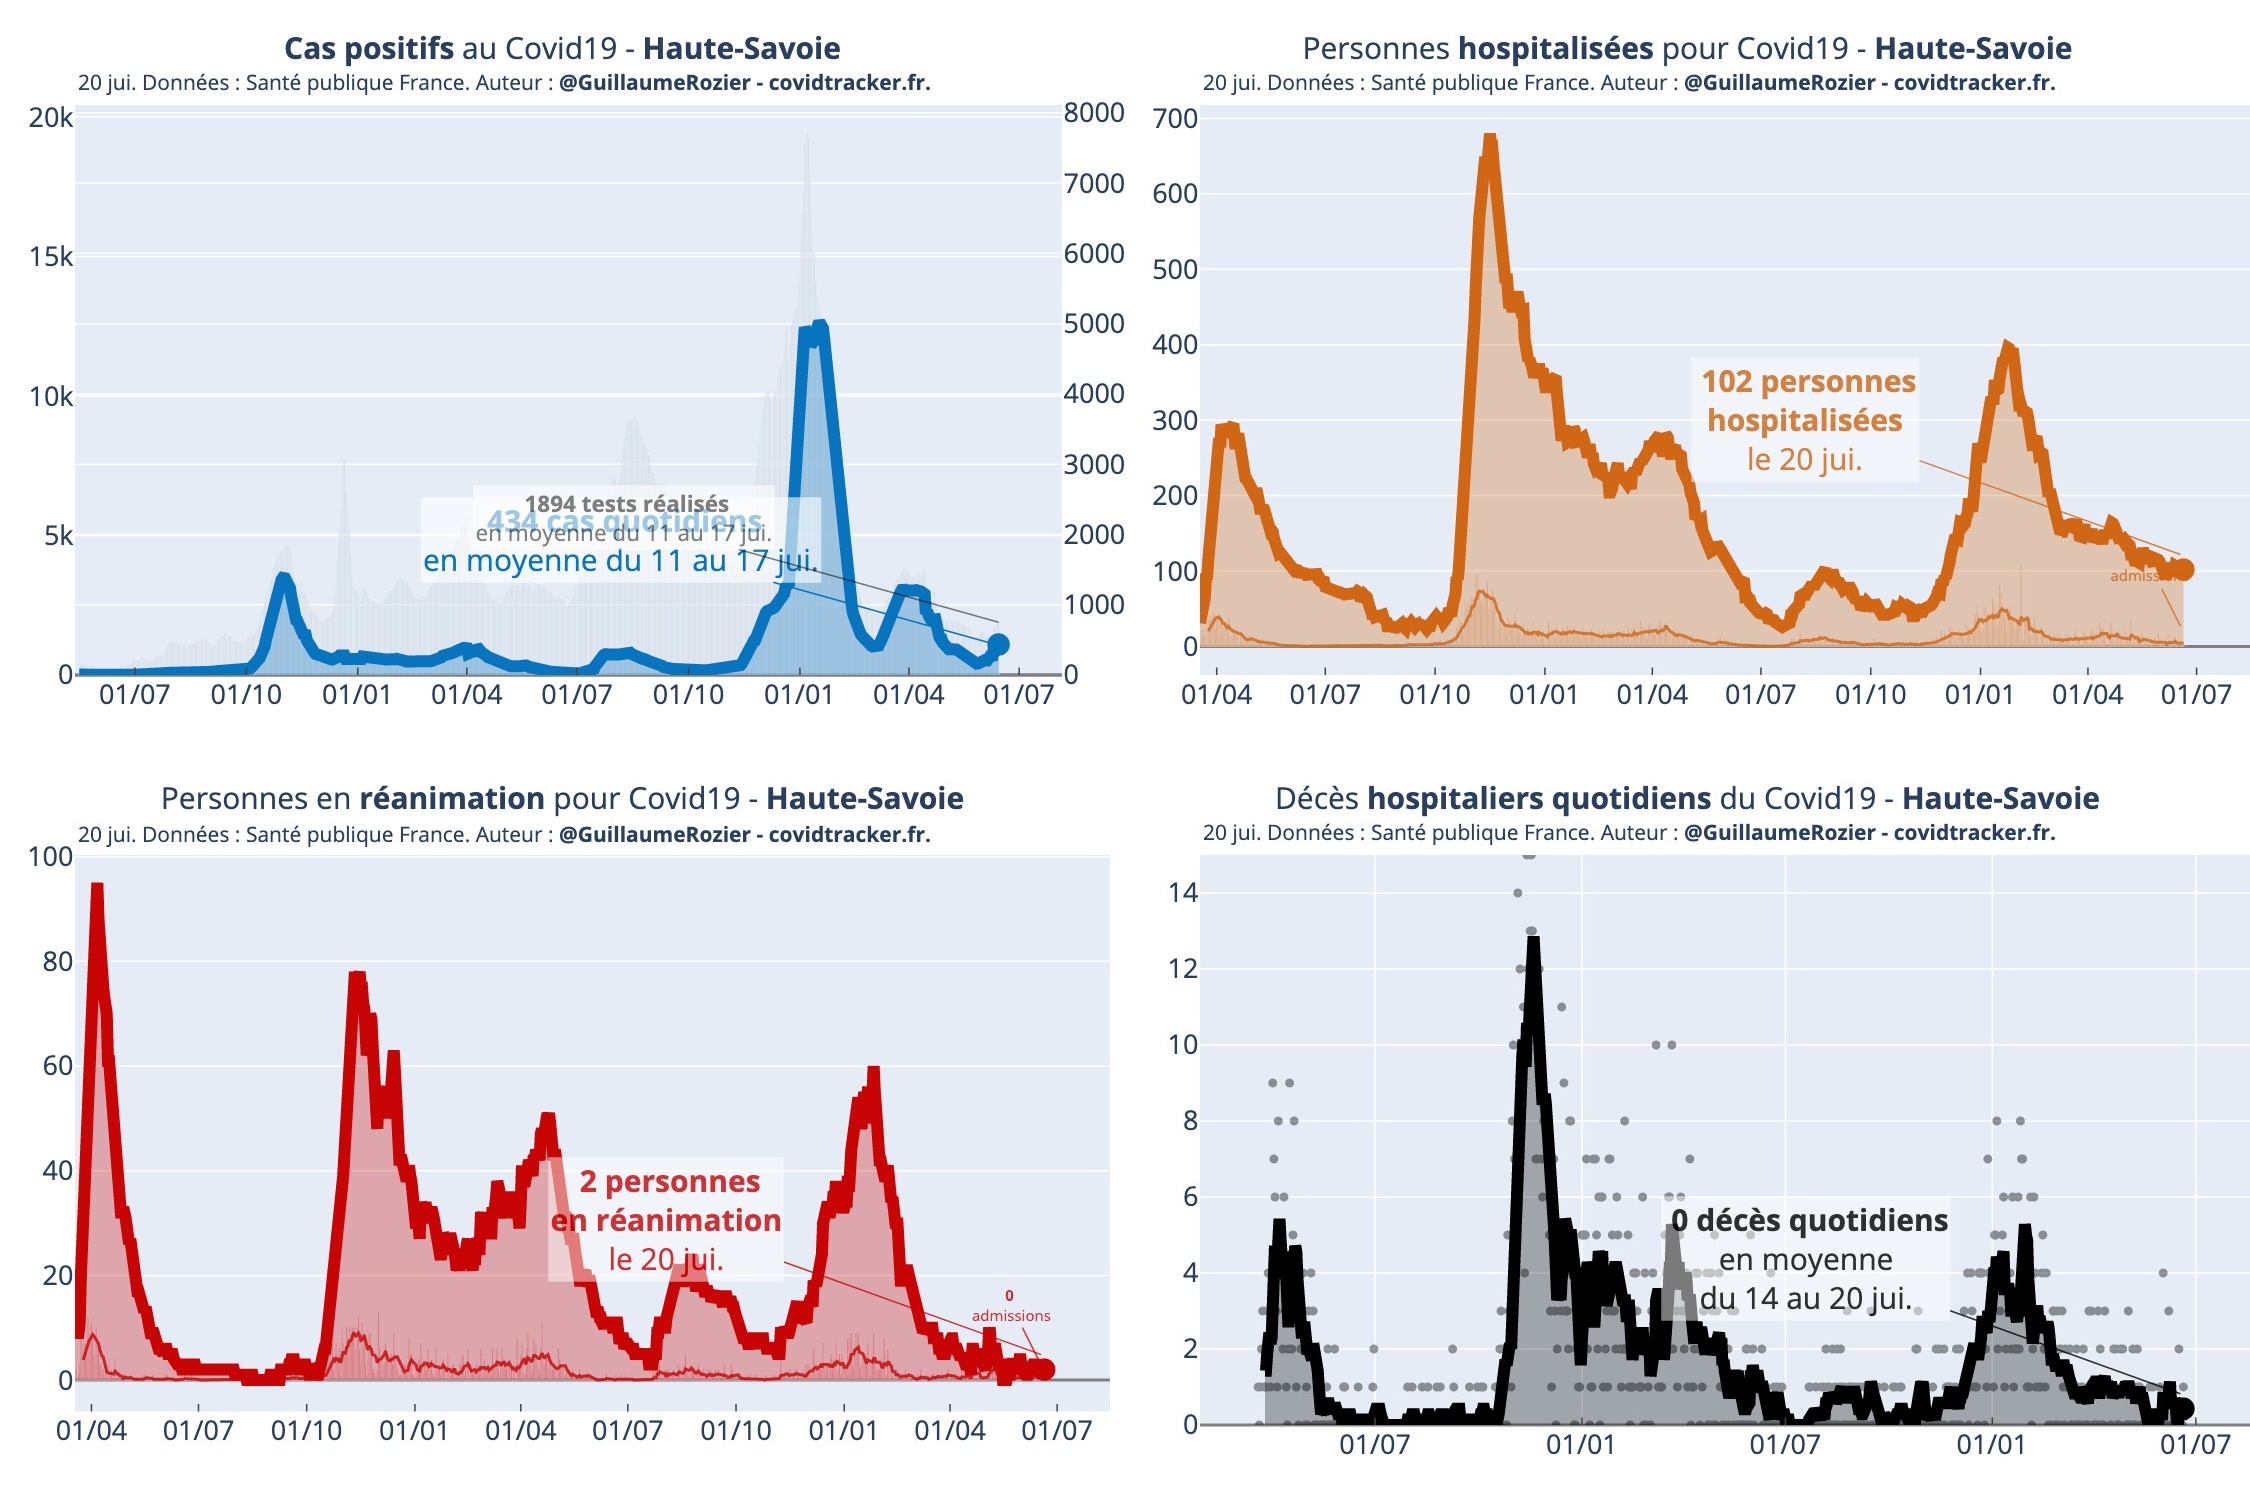 Cas positifs au Covid19 - Haute-Savoie
20 jui. Données : Santé publique France. Auteur : @GuillaumeRozier - covidtracker.fr.
20k
15k
10k
5k
0
8000
7000
6000
5000
4000
3000
2000
1000
0
1894 tests réalisés
434 cas quotidiens
en moyenne du 11 au 17 jui.
en moyenne du 11 au 17 jui.
01/07 01/10 01/01 01/04 01/07 01/10 01/01 01/04 01/07
Personnes hospitalisées pour Covid19 - Haute-Savoie
20 jui. Données : Santé publique France. Auteur : @GuillaumeRozier - covidtracker.fr.
700
600
500
400
300
200
100
0
102 personnes
hospitalisées
le 20 jui.
01/04 01/07 01/10 01/01 01/04 01/07 01/10 01/01 01/04 01/07
Personnes en réanimation pour Covid19 - Haute-Savoie
20 jui. Données : Santé publique France. Auteur : @GuillaumeRozier - covidtracker.fr.
100
80
60
40
20
0
2 personnes
en réanimation
le 20 jui.
0
admissions
01/04 01/07 01/10 01/01 01/04 01/07 01/10 01/01 01/04 01/07
Décès hospitaliers quotidiens du Covid19 - Haute-Savoie
20 jui. Données : Santé publique France. Auteur : @GuillaumeRozier - covidtracker.fr.
14
12
10
8
6
4
2
0
0 décès quotidiens
en moyenne
du 14 au 20 jui.
01/07 01/01 01/07 01/01 01/07